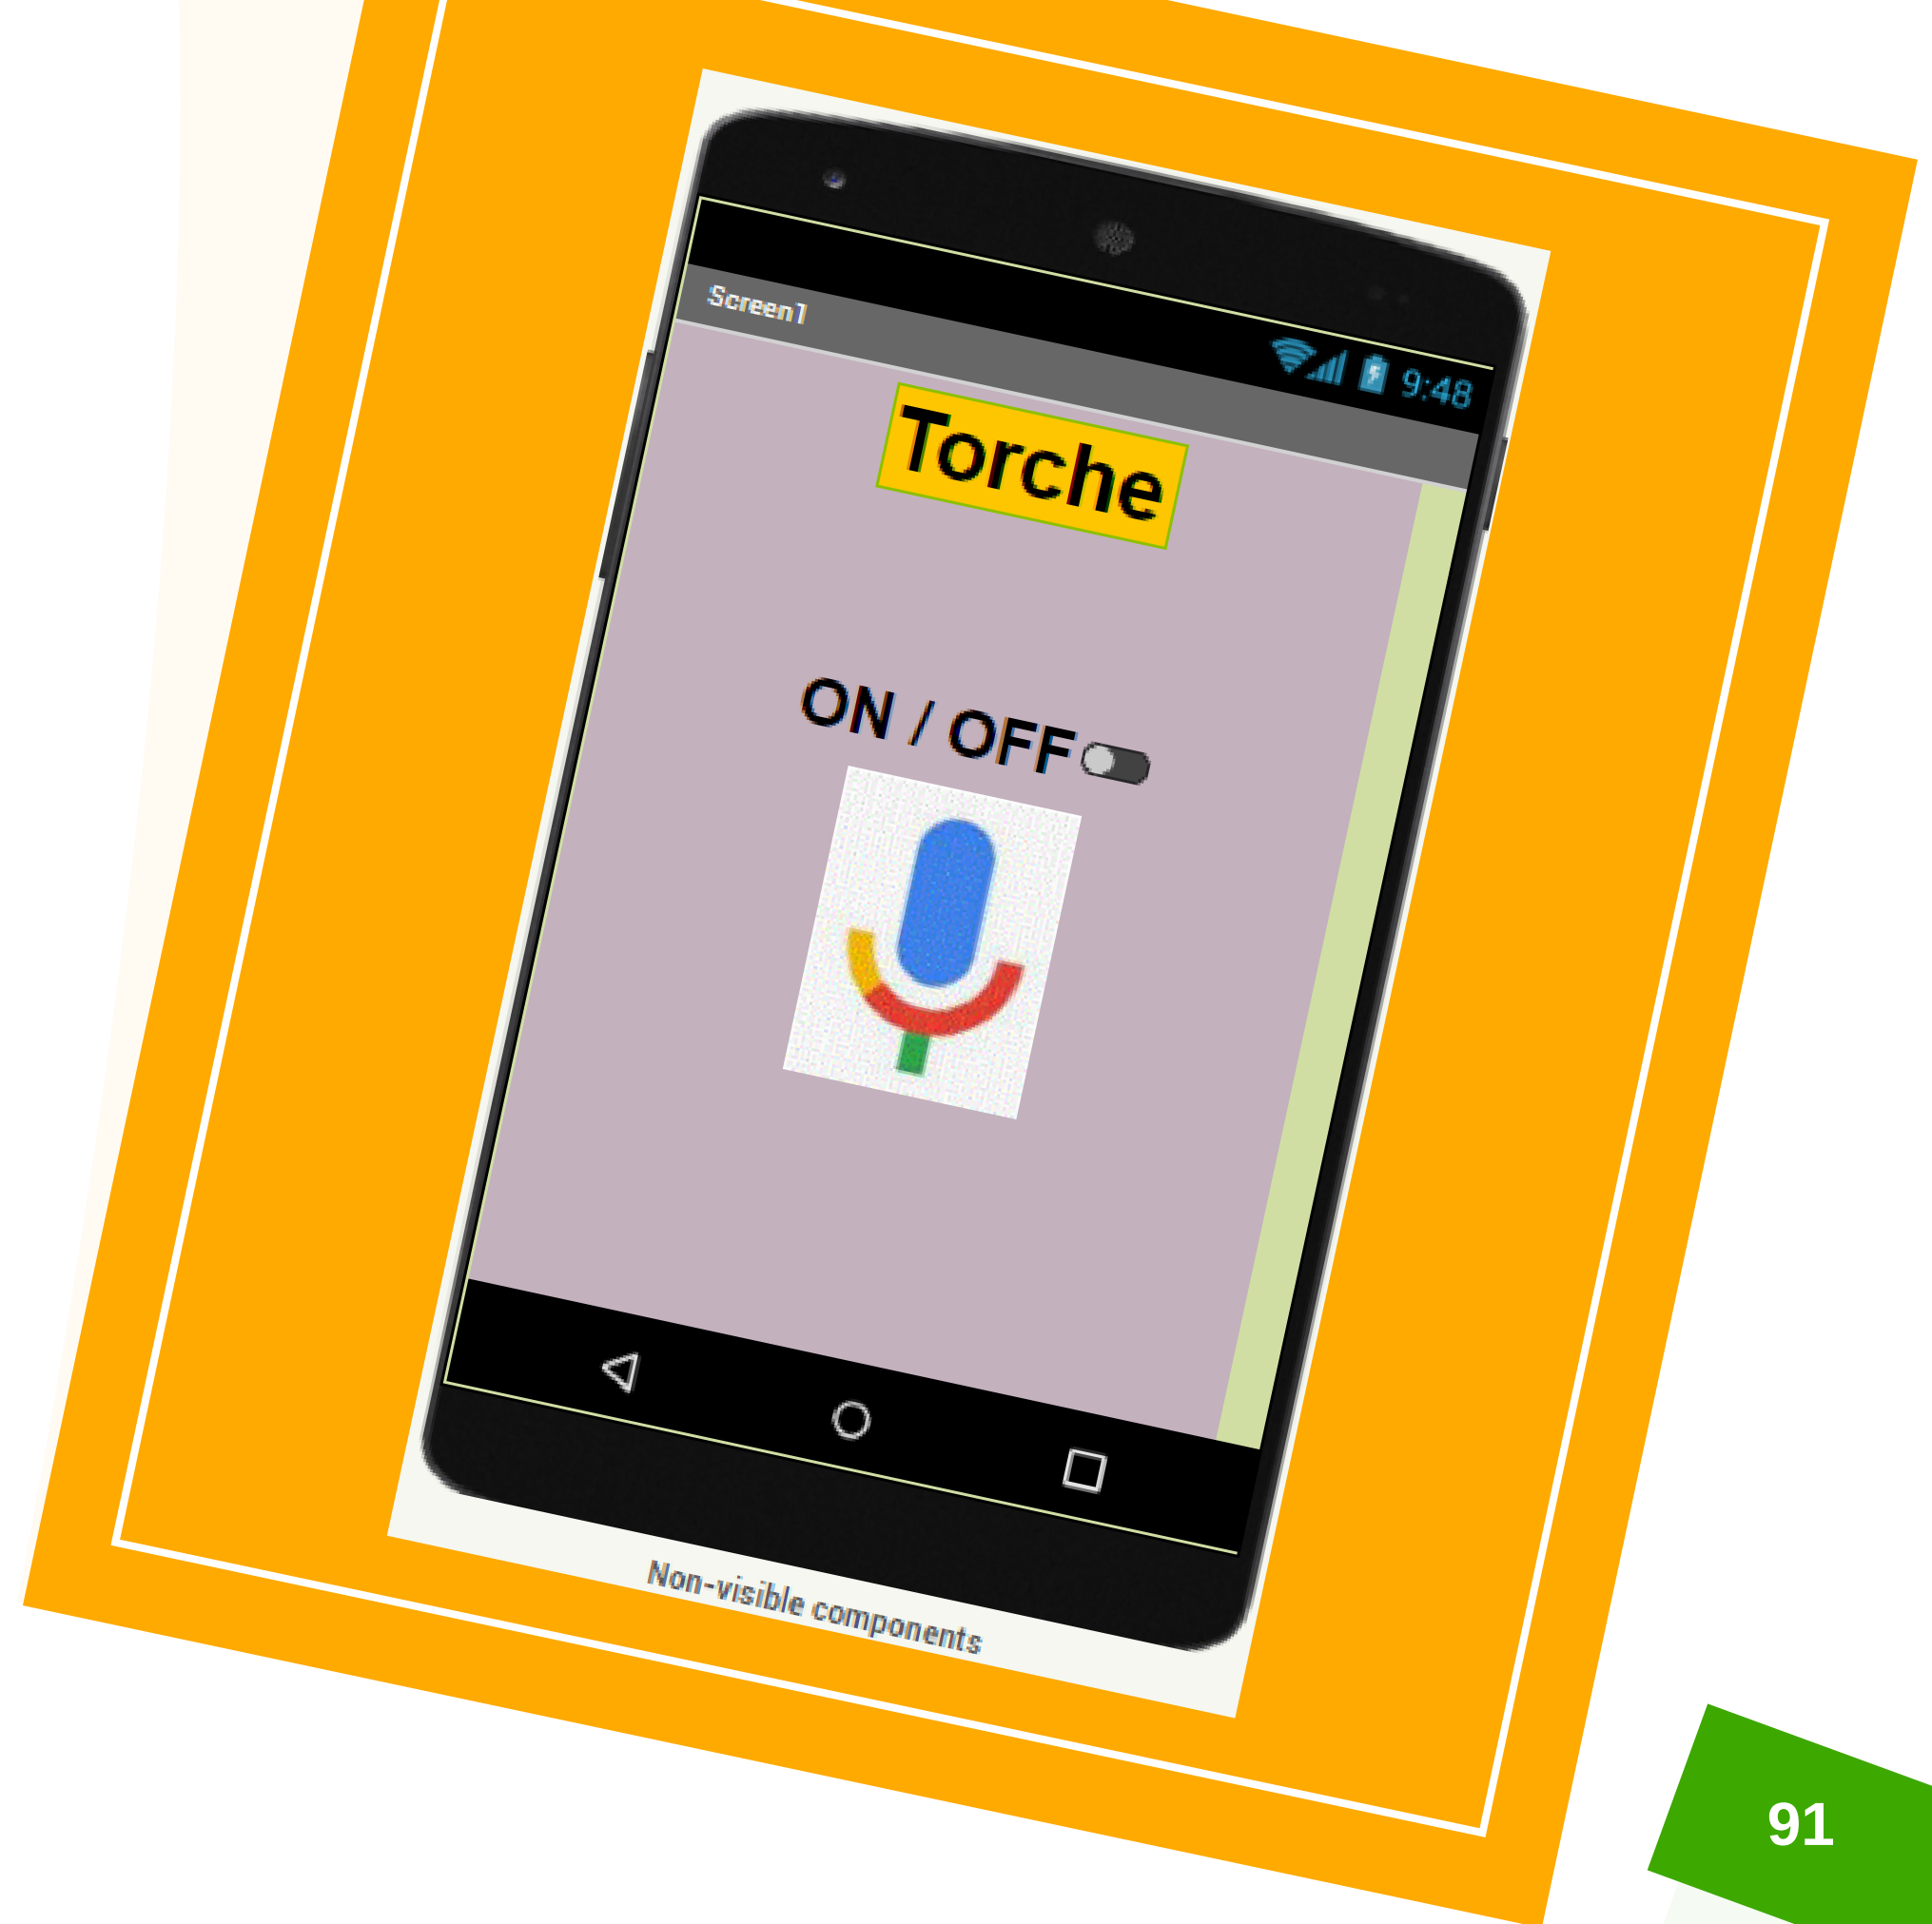 9:48
Screen1
Torche
ON / OFF
Non-visible components
91